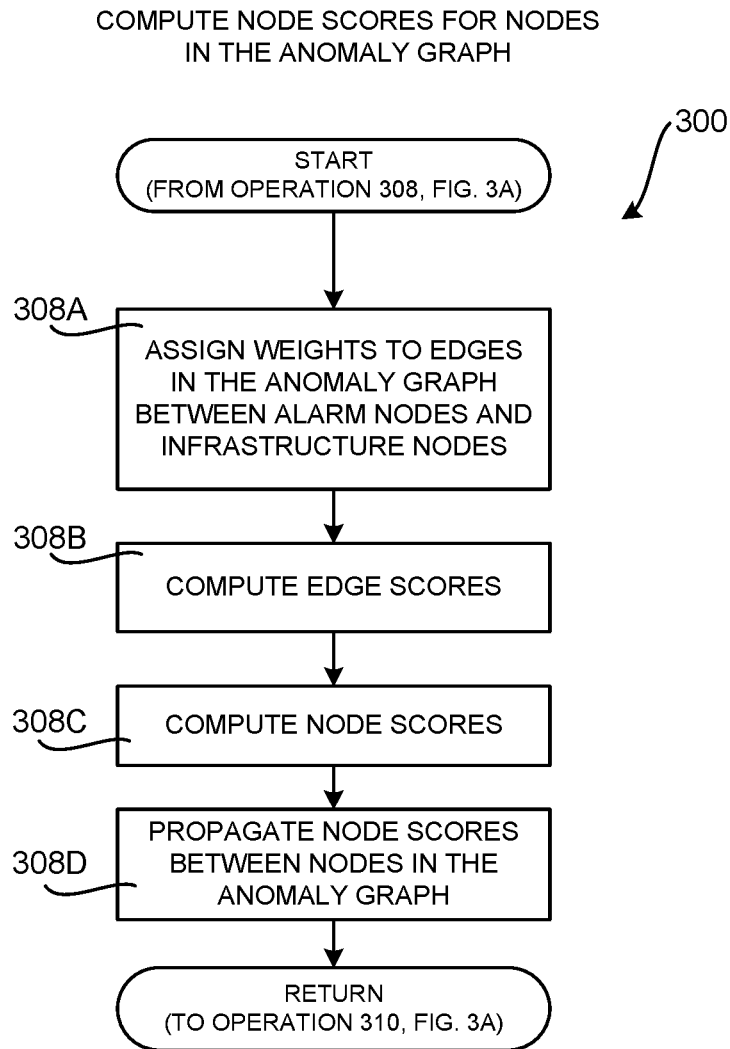 COMPUTE NODE SCORES FOR NODES
IN THE ANOMALY GRAPH
300
START
(FROM OPERATION 308, FIG. 3A)
308A
ASSIGN WEIGHTS TO EDGES
IN THE ANOMALY GRAPH
BETWEEN ALARM NODES AND
INFRASTRUCTURE NODES
308B
COMPUTE EDGE SCORES
308C
COMPUTE NODE SCORES
308D
PROPAGATE NODE SCORES
BETWEEN NODES IN THE
ANOMALY GRAPH
RETURN
(TO OPERATION 310, FIG. 3A)